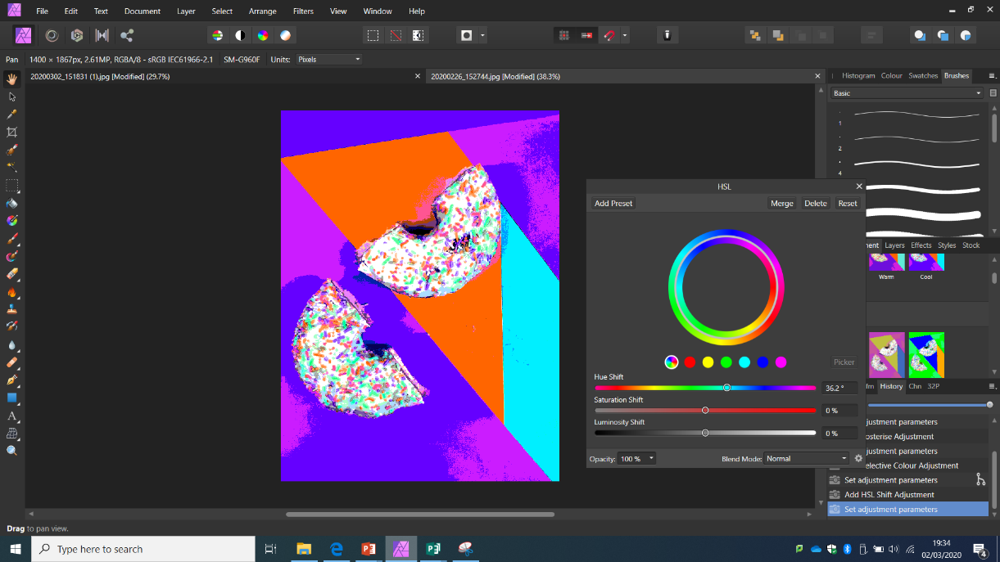 File Edit Text Document Layer Select Arrange Filters View Window Help
Pan 1400 × 1867px, 2.61MP, RGBA/8 - sRGB IEC61966-2.1 SM-G960F Units: Pixels
20200302_151831 (1).jpg [Modified] (29.7%)
20200226_152744.jpg [Modified] (38.3%)
Histogram Colour Swatches Brushes
Basic
1
2
4
HSL
Add Preset Merge Delete Reset
ment Layers Effects Styles Stock
Warm Cool
Picker
Hue Shift
36.2 °
Saturation Shift
0 %
Luminosity Shift
0 %
Opacity: 100 % Blend Mode: Normal
fm History Chn 32P
justment parameters
osterise Adjustment
justment parameters
elective Colour Adjustment
Set adjustment parameters
Add HSL Shift Adjustment
Set adjustment parameters
Drag to pan view.
Type here to search
19:34
02/03/2020
4